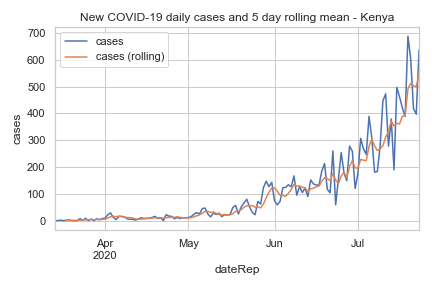 New COVID-19 daily cases and 5 day rolling mean - Kenya
cases
cases (rolling)
700
600
500
400
300
200
100
0
cases
Apr May Jun Jul
2020
dateRep